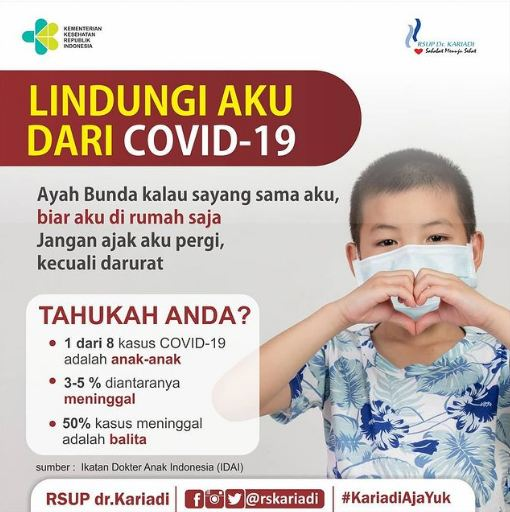 KEMENTERIAN
KESEHATAN
REPUBLIK
INDONESIA
RSUP Dr. KARIADI
Sahabat Menuju Sehat
LINDUNGI AKU
DARI COVID-19
Ayah Bunda kalau sayang sama aku,
biar aku di rumah saja
Jangan ajak aku pergi,
kecuali darurat
TAHUKAH ANDA?
• 1 dari 8 kasus COVID-19
adalah anak-anak
• 3-5 % diantaranya
meninggal
• 50% kasus meninggal
adalah balita
sumber : Ikatan Dokter Anak Indonesia (IDAI)
RSUP dr.Kariadi @rskariadi #KariadiAjaYuk